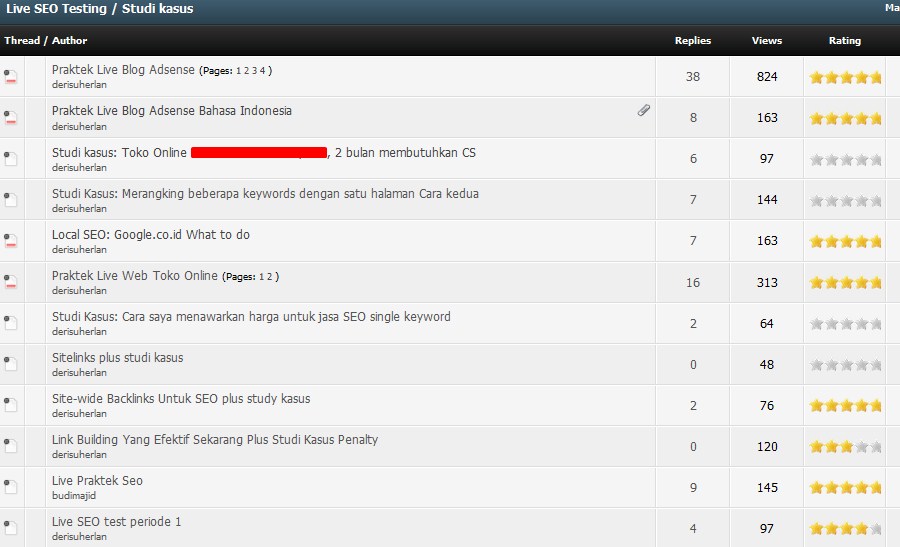 Live SEO Testing / Studi kasus
Ma
Thread / Author Replies Views Rating
Praktek Live Blog Adsense (Pages: 1 2 3 4 ) 38 824
derisuherlan
Praktek Live Blog Adsense Bahasa Indonesia 8 163
derisuherlan
Studi kasus: Toko Online , 2 bulan membutuhkan CS 6 97
derisuherlan
Studi Kasus: Merangking beberapa keywords dengan satu halaman Cara kedua 7 144
derisuherlan
Local SEO: Google.co.id What to do 7 163
derisuherlan
Praktek Live Web Toko Online (Pages: 1 2 ) 16 313
derisuherlan
Studi Kasus: Cara saya menawarkan harga untuk jasa SEO single keyword 2 64
derisuherlan
Sitelinks plus studi kasus 0 48
derisuherlan
Site-wide Backlinks Untuk SEO plus study kasus 2 76
derisuherlan
Link Building Yang Efektif Sekarang Plus Studi Kasus Penalty 0 120
derisuherlan
Live Praktek Seo 9 145
budimajid
Live SEO test periode 1 4 97
derisuherlan